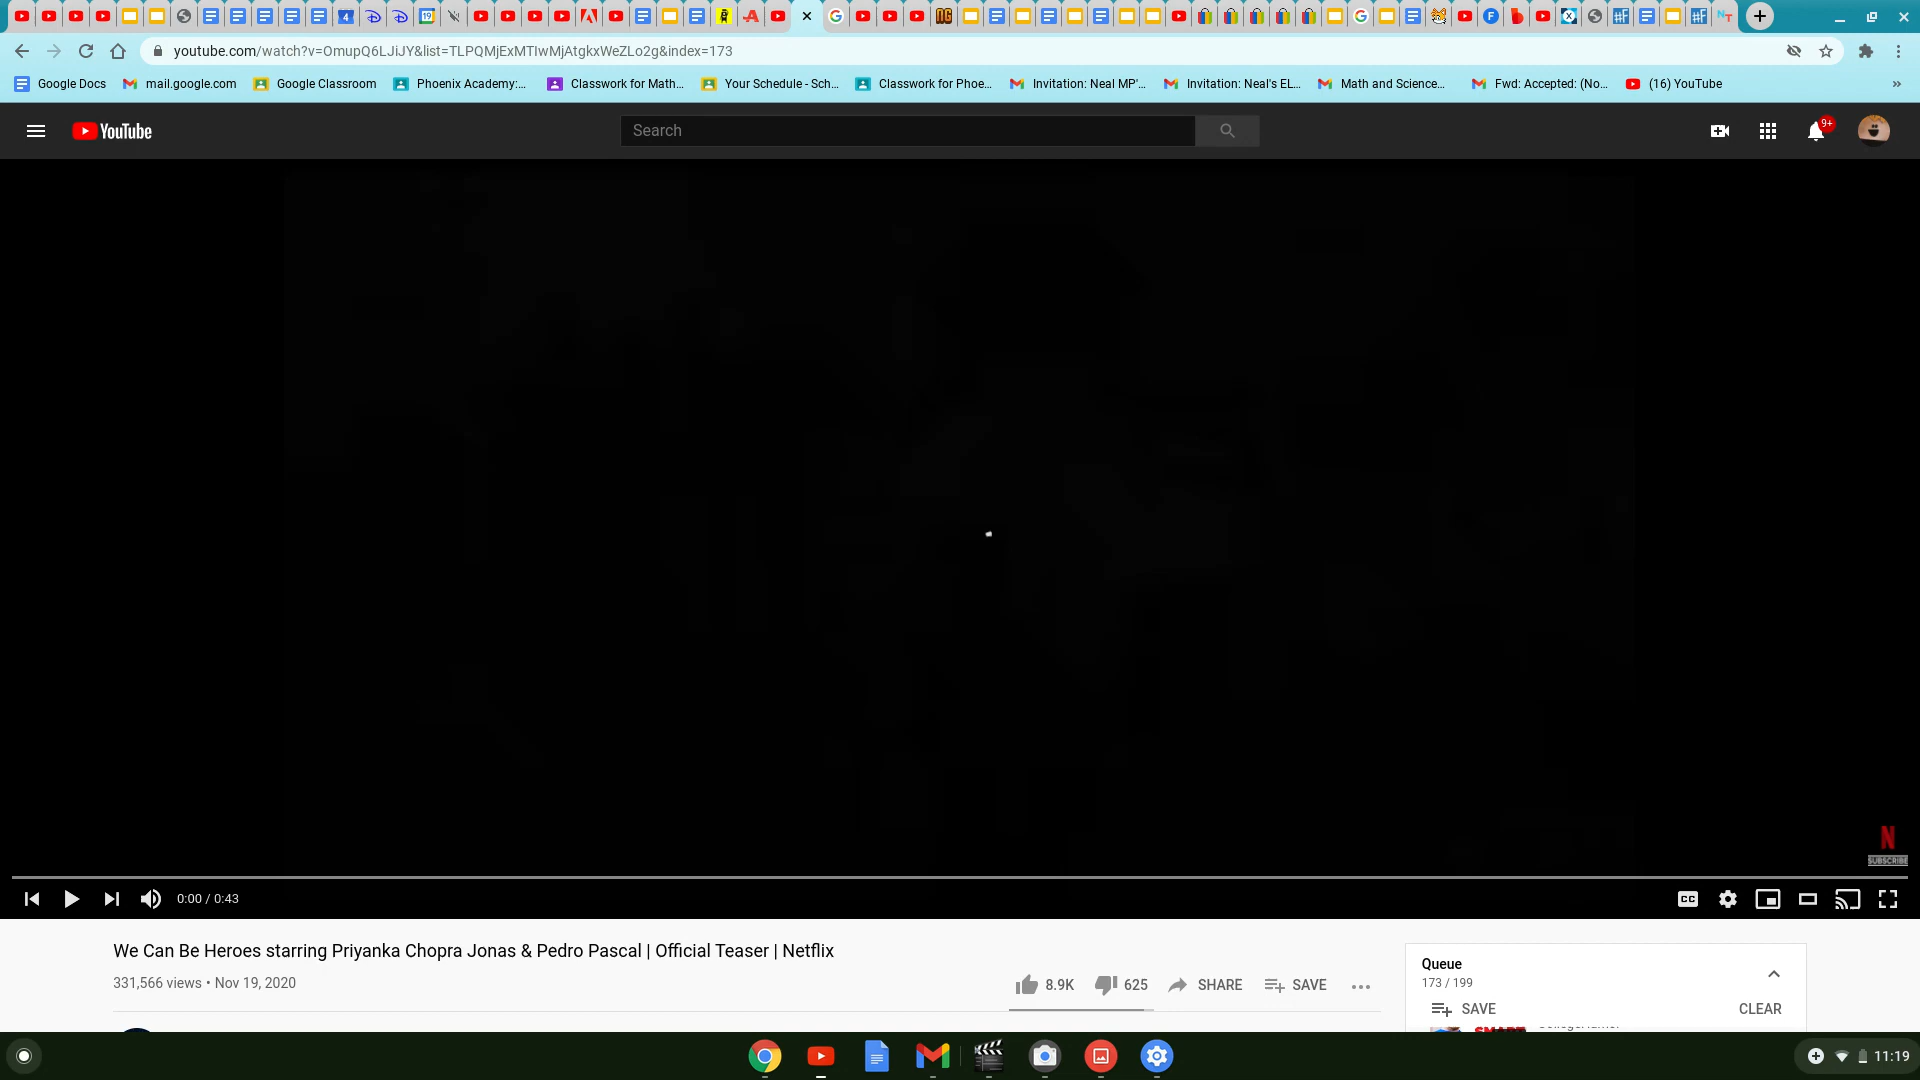 youtube.com/watch?v=OmupQ6LJiJY&list=TLPQMjExMTIwMjAtgkxWeZLo2g&index=173
Google Docs
mail.google.com
Google Classroom
Phoenix Academy:...
Classwork for Math...
Your Schedule - Sch...
Classwork for Phoe...
Invitation: Neal MP'...
Invitation: Neal's EL...
Math and Science...
Fwd: Accepted: (No...
(16) YouTube
»
YouTube
Search
9+
N
SUBSCRIBE
0:00 / 0:43
CC
We Can Be Heroes starring Priyanka Chopra Jonas & Pedro Pascal | Official Teaser | Netflix
331,566 views • Nov 19, 2020
8.9K
625
SHARE
SAVE
Queue
173 / 199
SAVE
CLEAR
11:19